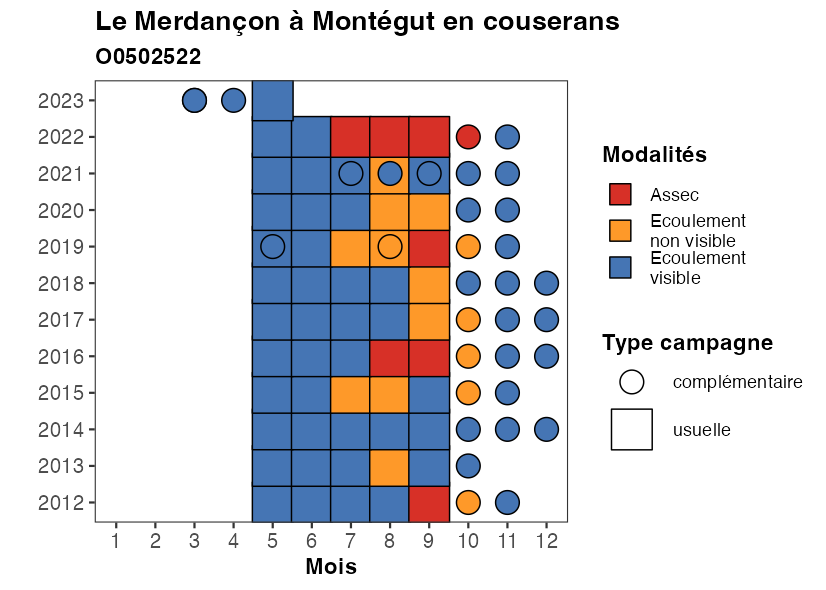 Le Merdançon à Montégut en couserans
O0502522
2023
2022
2021
2020
2019
2018
2017
2016
2015
2014
2013
2012
1 2 3 4 5 6 7 8 9 10 11 12
Mois
Modalités
Assec
Ecoulement
non visible
Ecoulement
visible
Type campagne
complémentaire
usuelle